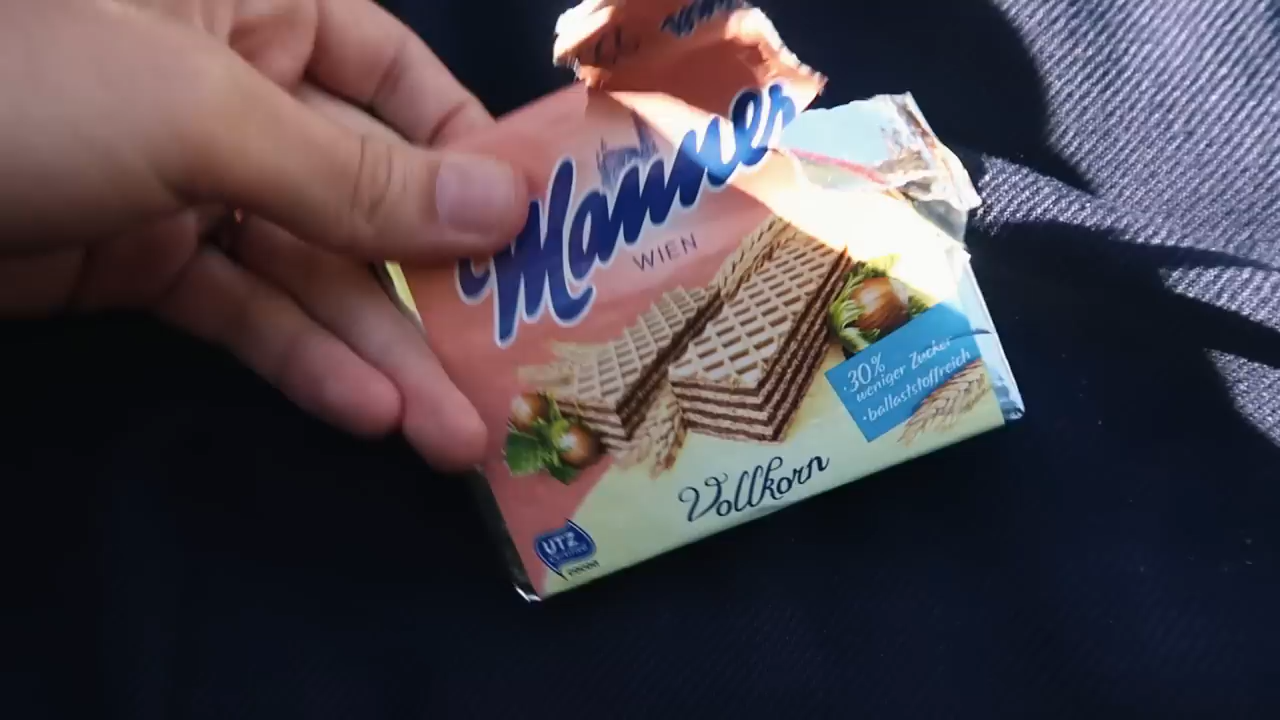 Manner
WIEN
·30%
weniger Zucker
·ballaststoffreich
Vollkorn
UTZ